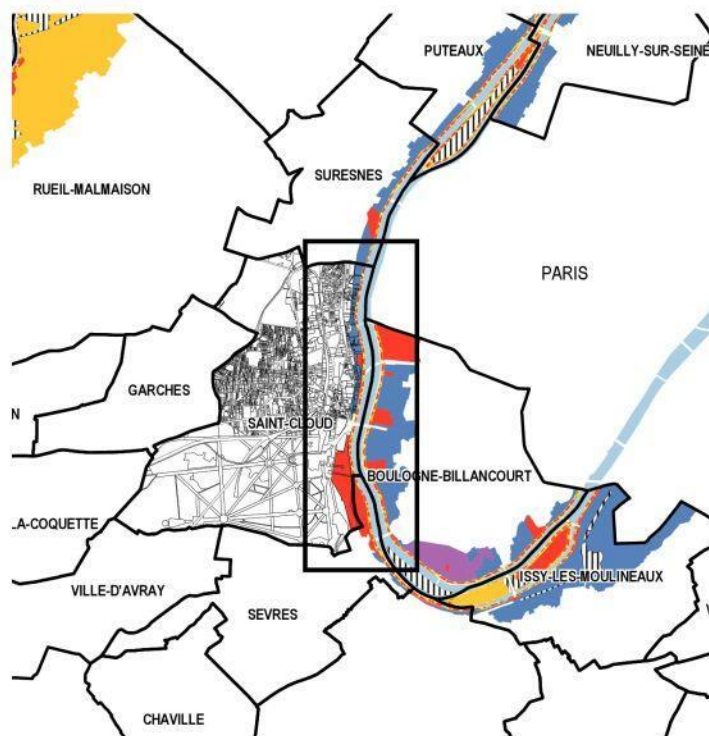 PUTEAUX
NEUILLY-SUR-SEINE
RUEIL-MALMAISON
SURESNES
PARIS
GARCHES
N
SAINT-CLOUD
BOULOGNE-BILLANCOURT
LA-COQUETTE
ISSY-LES-MOULINEAUX
VILLE-D'AVRAY
SEVRES
CHAVILLE